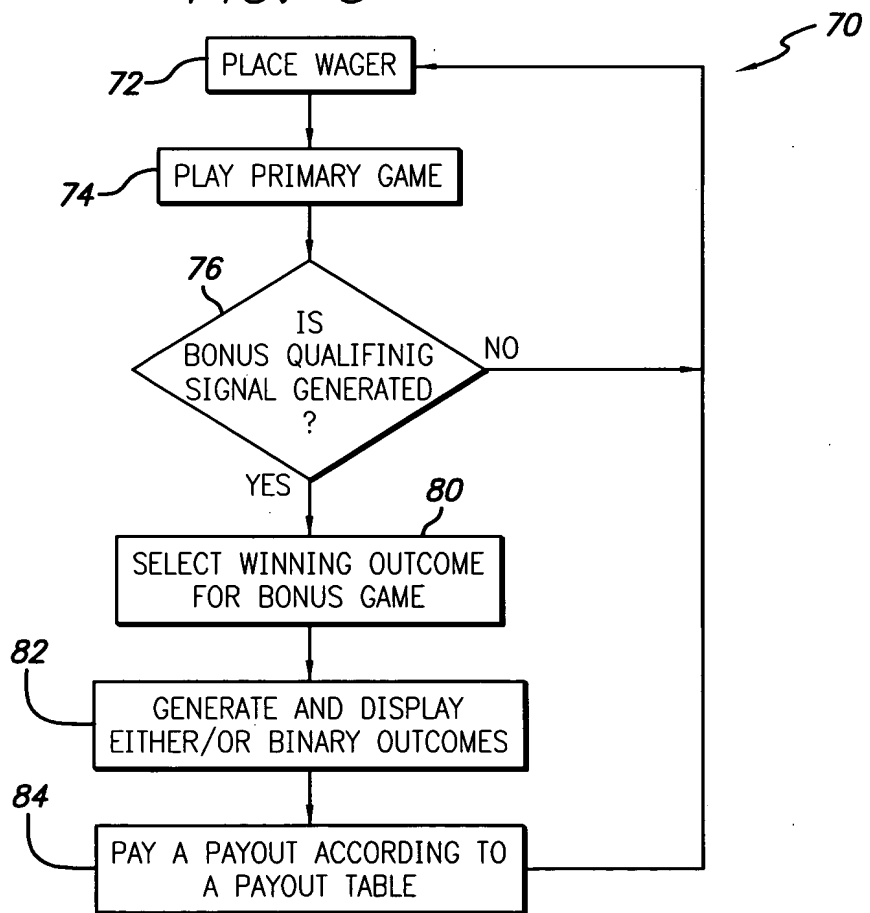 70
PLACE WAGER
72
PLAY PRIMARY GAME
74
76
IS
BONUS QUALIFINIG
SIGNAL GENERATED
?
NO
YES
80
SELECT WINNING OUTCOME
FOR BONUS GAME
82
GENERATE AND DISPLAY
EITHER/OR BINARY OUTCOMES
84
PAY A PAYOUT ACCORDING TO
A PAYOUT TABLE